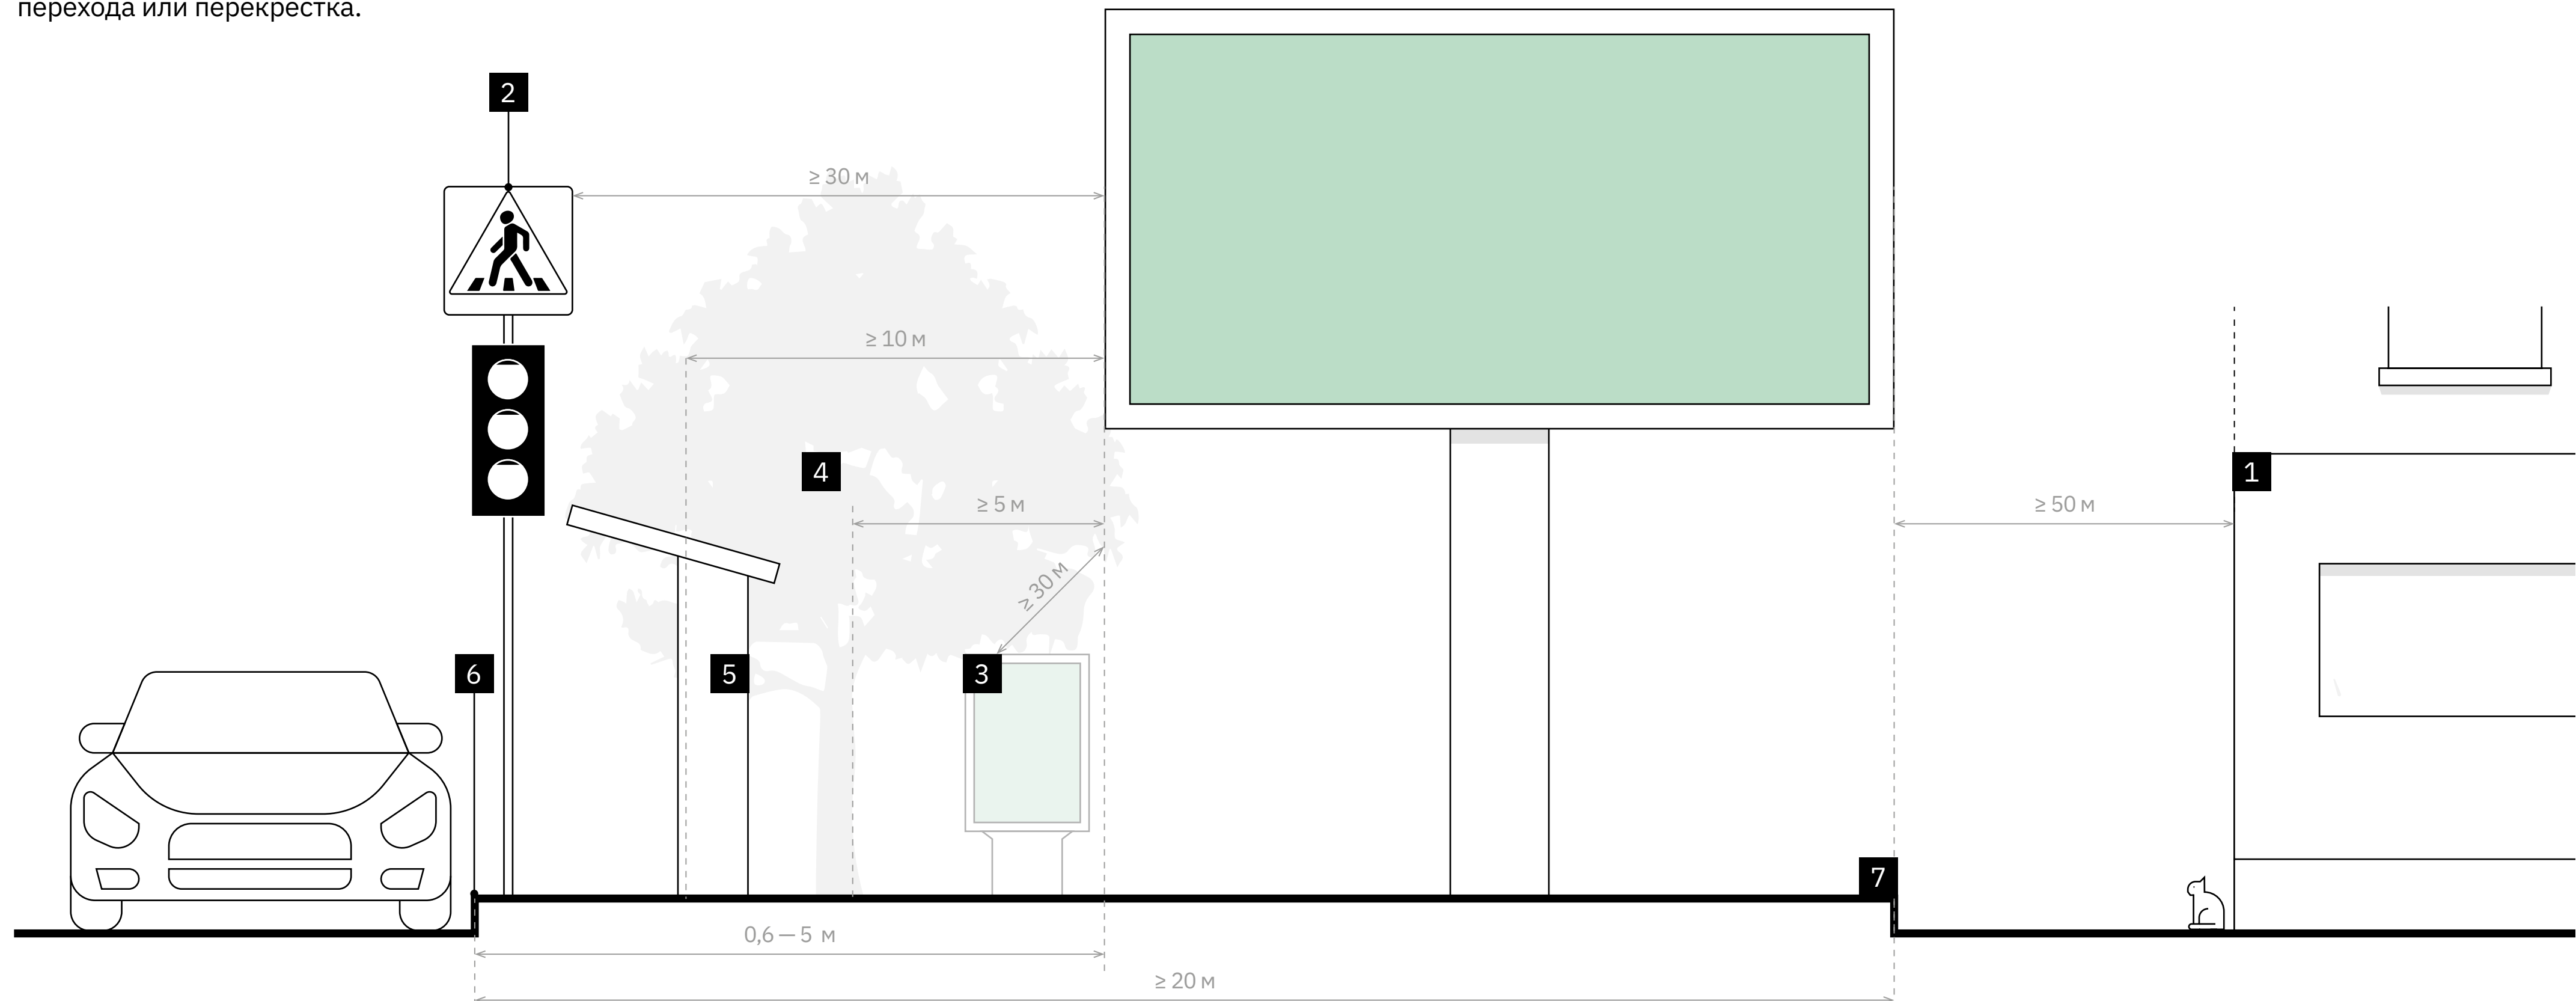 перехода или перекрестка.
2
≥ 30 м
≥ 10 м
4
1
≥ 5 м
≥ 50 м
≥ 30 м
6
5
3
7
0,6 — 5 м
≥ 20 м